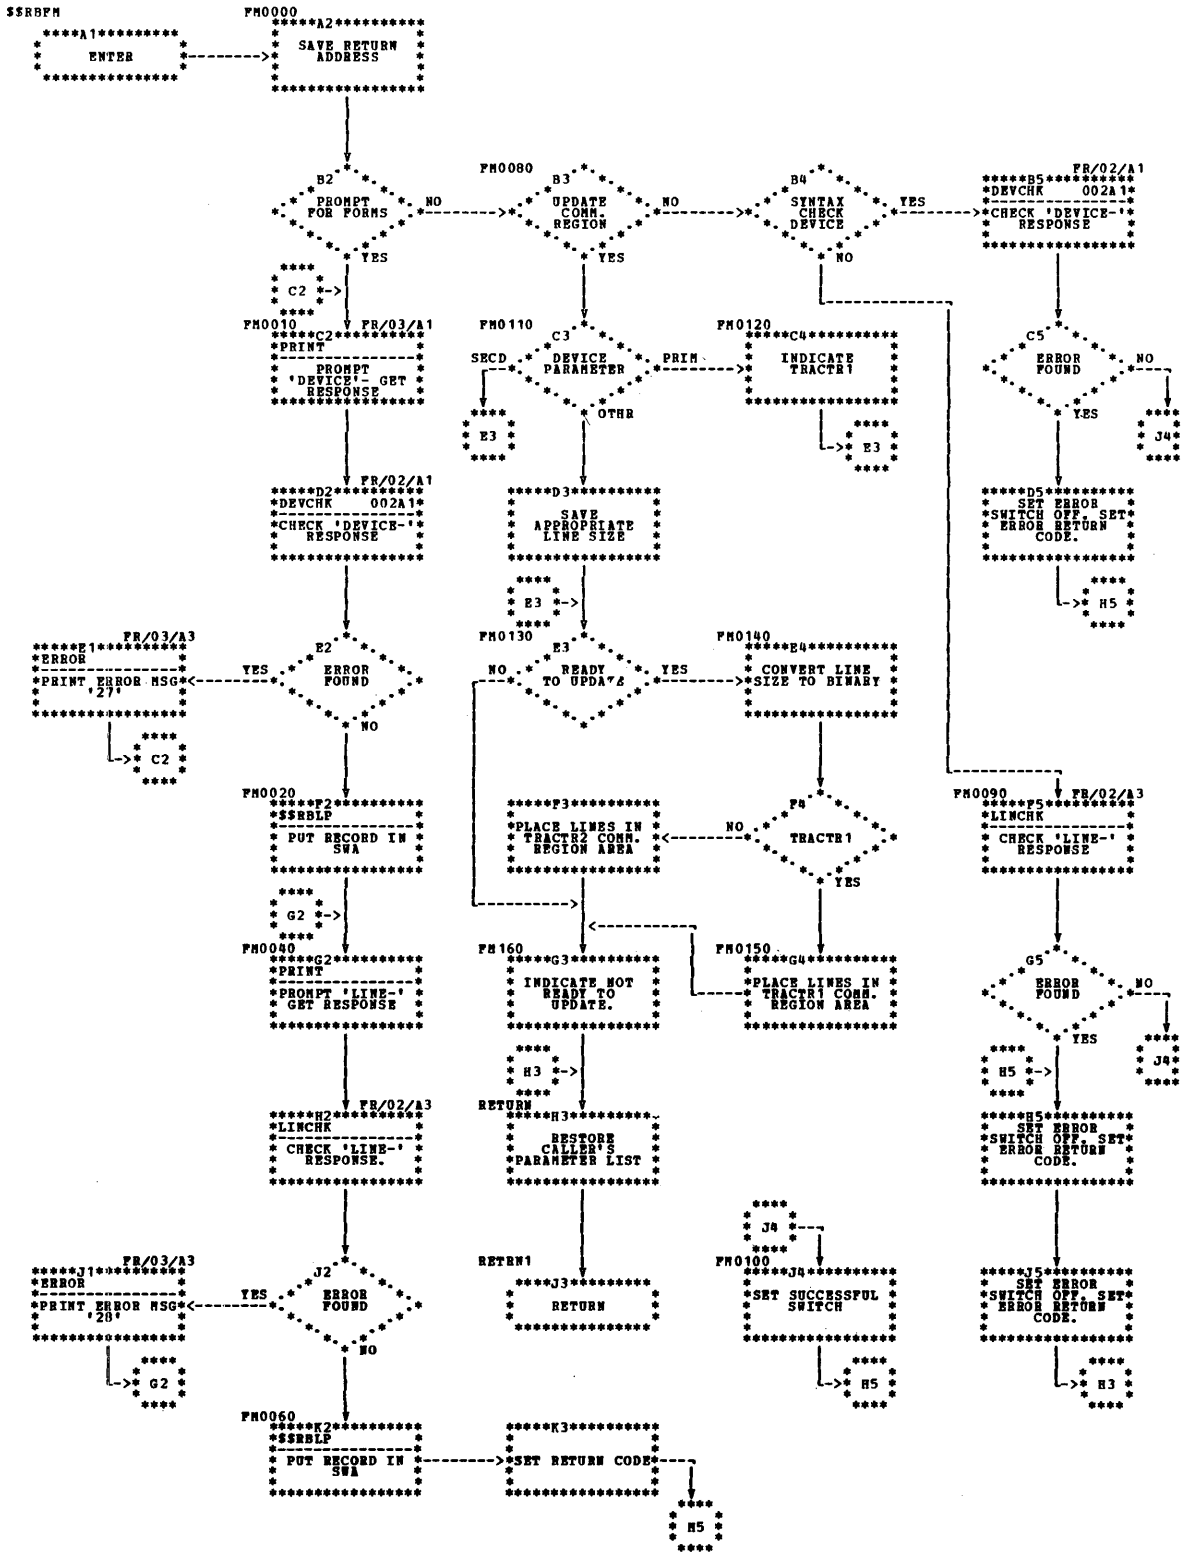 $$RBFM
FM0000
A1
ENTER
A2
SAVE RETURN
ADDRESS
B2
PROMPT
FOR FORMS
NO
YES
FM0080
B3
UPDATE
COMM.
REGION
NO
YES
B4
SYNTAX
CHECK
DEVICE
YES
NO
FR/02/A1
B5
DEVCHK 002A1
CHECK 'DEVICE-'
RESPONSE
C2
FM0010 FR/03/A1
C2
PRINT
PROMPT
'DEVICE'- GET
RESPONSE
FM0110
C3
DEVICE
PARAMETER
SECD
PRIM
OTHR
E3
FM0120
C4
INDICATE
TRACTR1
E3
C5
ERROR
FOUND
NO
YES
J4
FR/02/A1
D2
DEVCHK 002A1
CHECK 'DEVICE-'
RESPONSE
D3
SAVE
APPROPRIATE
LINE SIZE
D5
SET ERROR
SWITCH OFF. SET
ERROR RETURN
CODE.
H5
E3
FR/03/A3
E1
ERROR
PRINT ERROR MSG
'27'
C2
E2
ERROR
FOUND
YES
NO
FM0130
E3
READY
TO UPDATE
NO
YES
FM0140
E4
CONVERT LINE
SIZE TO BINARY
FM0020
F2
$$RBLP
PUT RECORD IN
SWA
F3
PLACE LINES IN
TRACTR2 COMM.
REGION AREA
F4
TRACTR1
NO
YES
FM0090 FR/02/A3
F5
LINCHK
CHECK 'LINE-'
RESPONSE
G2
FM0040
G2
PRINT
PROMPT 'LINE-'
GET RESPONSE
FM160
G3
INDICATE NOT
READY TO
UPDATE.
FM0150
G4
PLACE LINES IN
TRACTR1 COMM.
REGION AREA
G5
ERROR
FOUND
NO
YES
J4
H3
H5
FR/02/A3
H2
LINCHK
CHECK 'LINE-'
RESPONSE.
RETURN
H3
RESTORE
CALLER'S
PARAMETER LIST
H5
SET ERROR
SWITCH OFF. SET
ERROR RETURN
CODE.
J4
FR/03/A3
J1
ERROR
PRINT ERROR MSG
'28'
G2
J2
ERROR
FOUND
YES
NO
RETRN1
J3
RETURN
FM0100
J4
SET SUCCESSFUL
SWITCH
H5
J5
SET ERROR
SWITCH OFF. SET
ERROR RETURN
CODE.
H3
FM0060
K2
$$RBLP
PUT RECORD IN
SWA
K3
SET RETURN CODE
H5